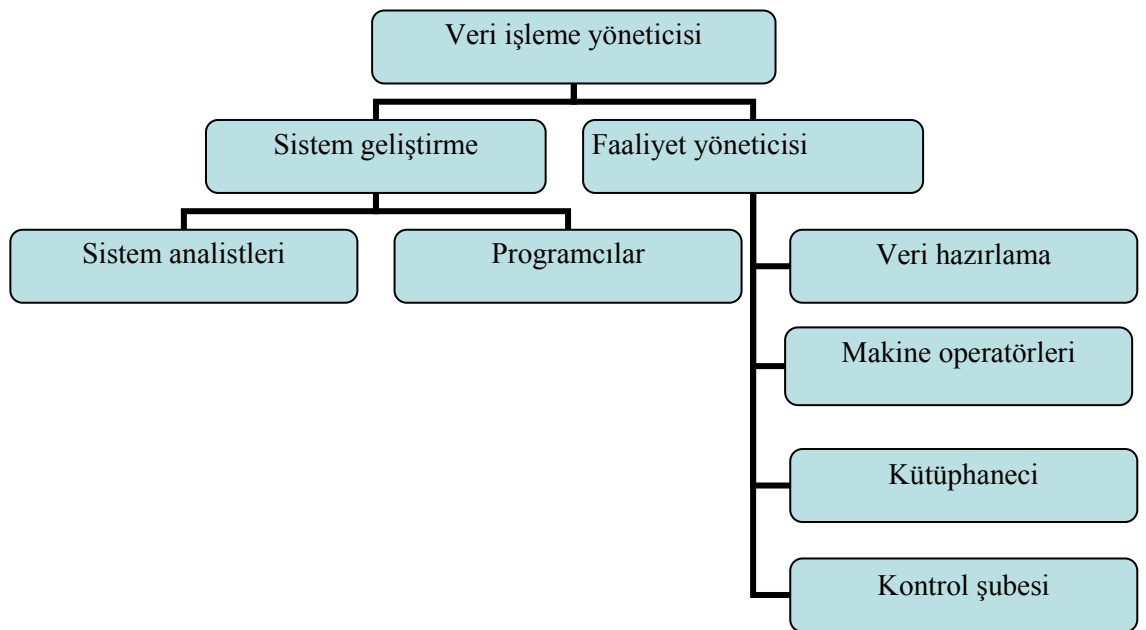 Veri işleme yöneticisi
Sistem geliştirme
Faaliyet yöneticisi
Sistem analistleri
Programcılar
Veri hazırlama
Makine operatörleri
Kütüphaneci
Kontrol şubesi